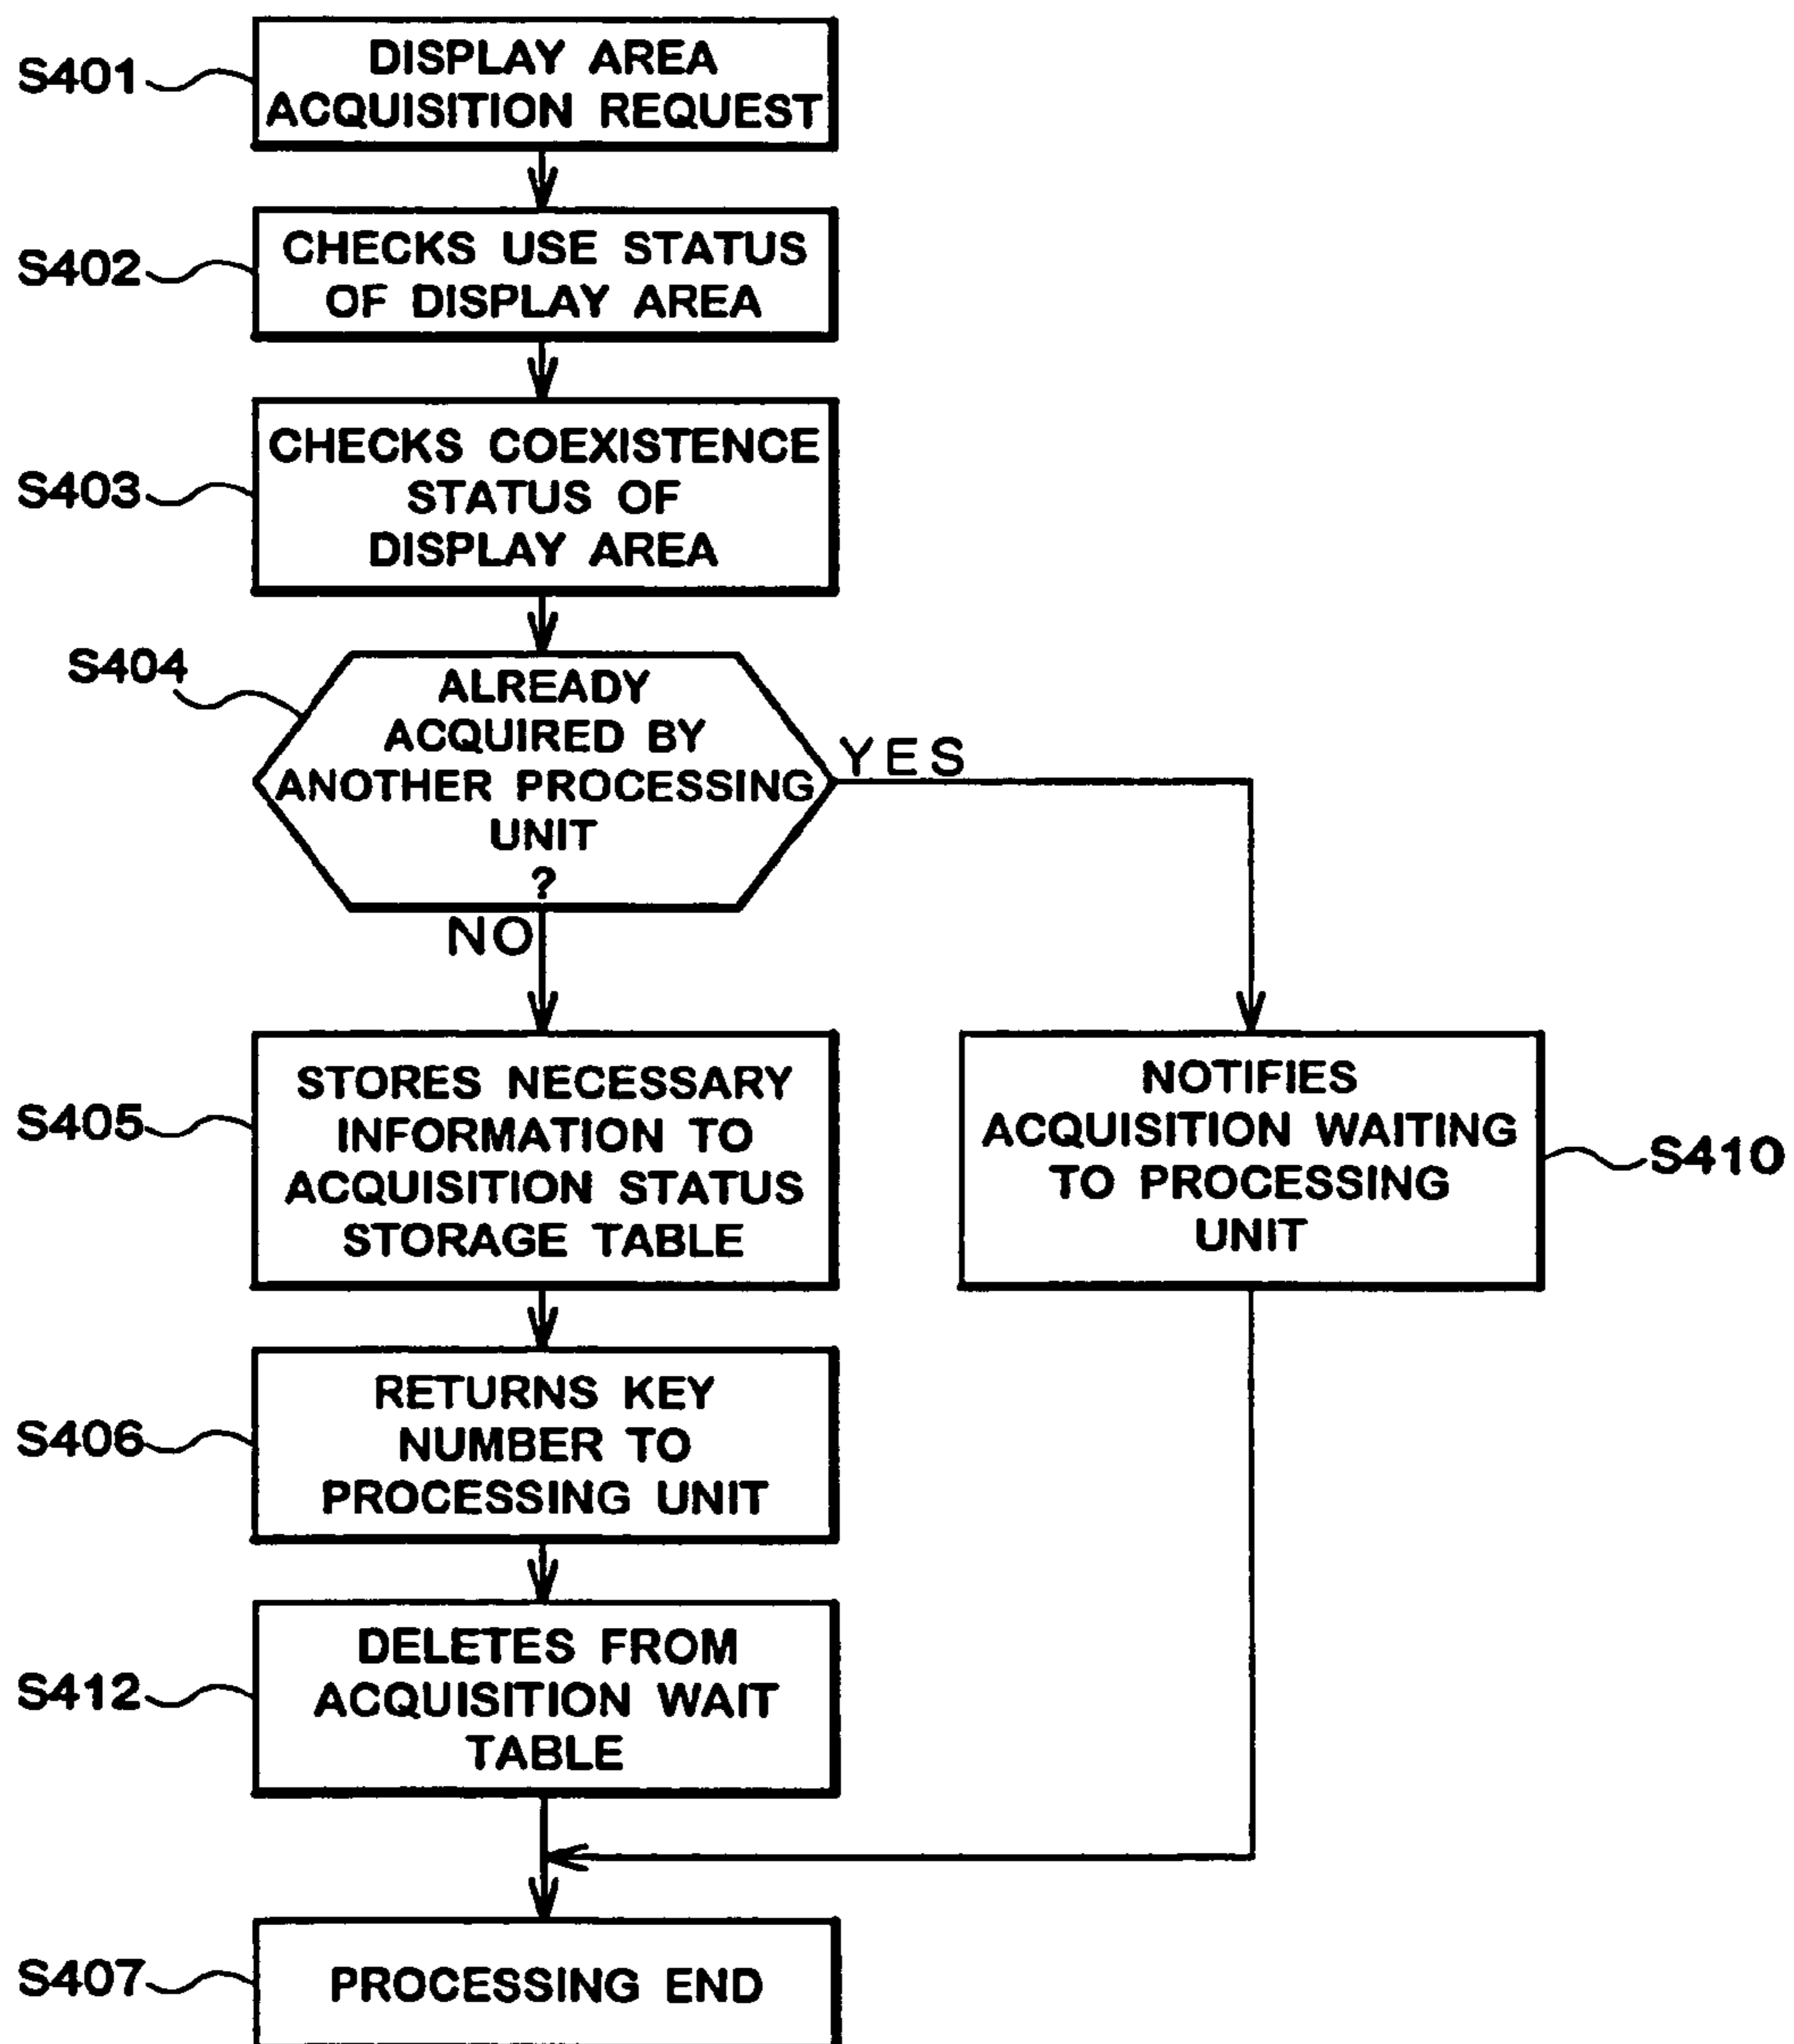 S401
DISPLAY AREA
ACQUISITION REQUEST
S402
CHECKS USE STATUS
OF DISPLAY AREA
S403
CHECKS COEXISTENCE
STATUS OF
DISPLAY AREA
S404
ALREADY
ACQUIRED BY
ANOTHER PROCESSING
UNIT
?
YES
NO
S405
STORES NECESSARY
INFORMATION TO
ACQUISITION STATUS
STORAGE TABLE
NOTIFIES
ACQUISITION WAITING
TO PROCESSING
UNIT
S410
S406
RETURNS KEY
NUMBER TO
PROCESSING UNIT
S412
DELETES FROM
ACQUISITION WAIT
TABLE
S407
PROCESSING END